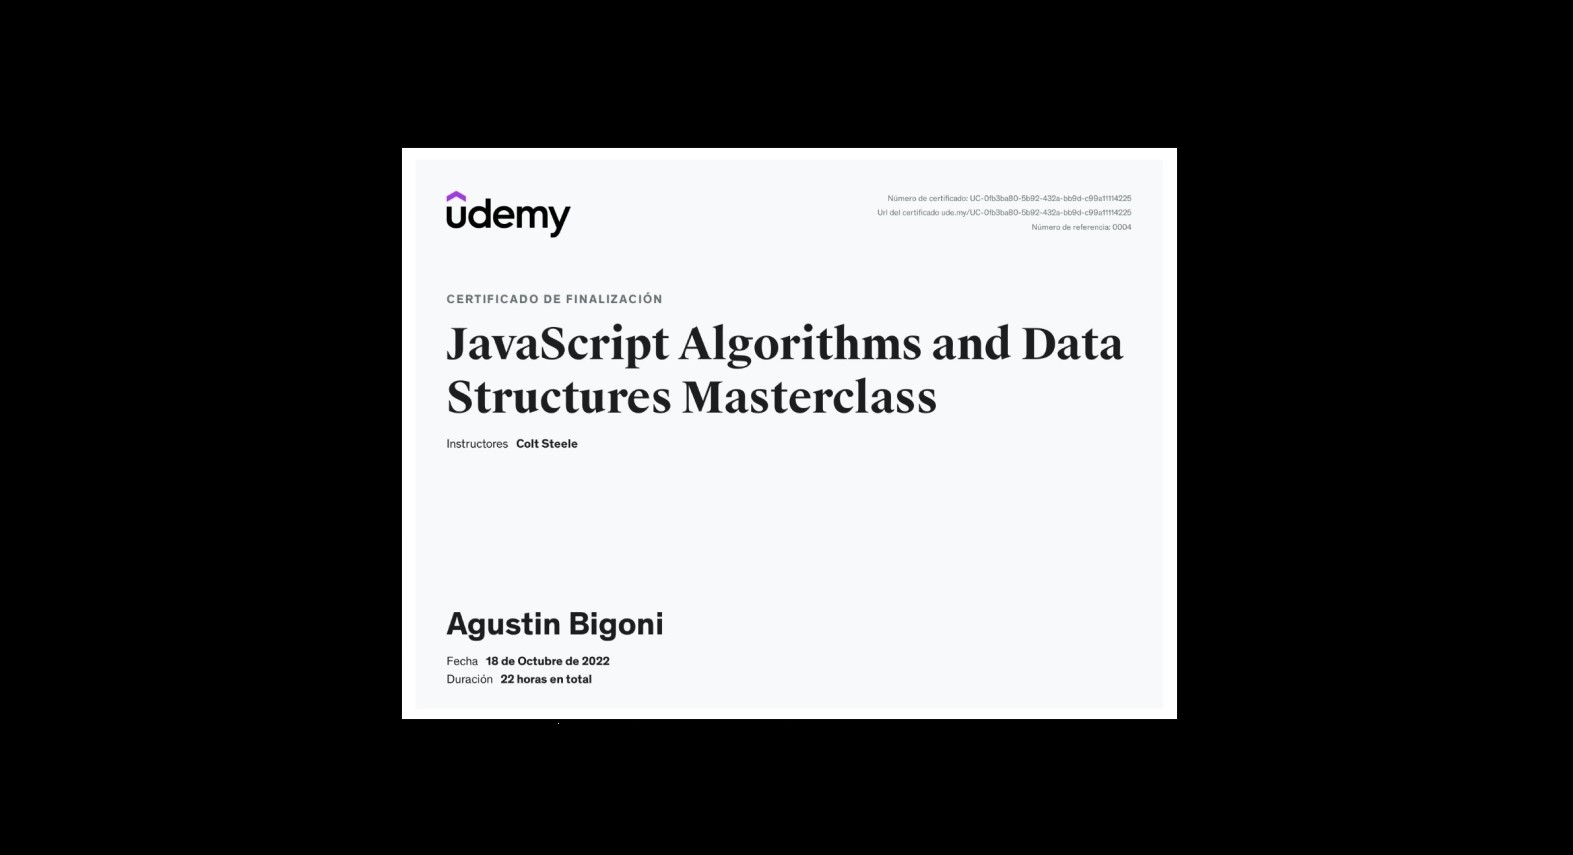 udemy
Número de certificado: UC-0fb3ba80-5b92-432a-bb9d-c99a11114225
Url del certificado ude.my/UC-0fb3ba80-5b92-432a-bb9d-c99a11114225
Número de referencia: 0004
CERTIFICADO DE FINALIZACIÓN
JavaScript Algorithms and Data
Structures Masterclass
Instructores Colt Steele
Agustin Bigoni
Fecha 18 de Octubre de 2022
Duración 22 horas en total